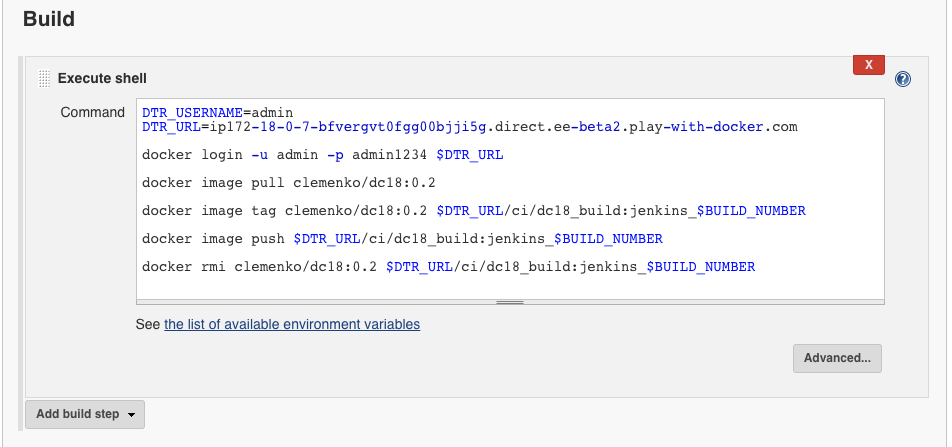 Build
Execute shell
X
Command
DTR_USERNAME=admin
DTR_URL=ip172-18-0-7-bfvergvt0fgg00bjji5g.direct.ee-beta2.play-with-docker.com
docker login -u admin -p admin1234 $DTR_URL
docker image pull clemenko/dc18:0.2
docker image tag clemenko/dc18:0.2 $DTR_URL/ci/dc18_build:jenkins_$BUILD_NUMBER
docker image push $DTR_URL/ci/dc18_build:jenkins_$BUILD_NUMBER
docker rmi clemenko/dc18:0.2 $DTR_URL/ci/dc18_build:jenkins_$BUILD_NUMBER
See the list of available environment variables
Advanced...
Add build step